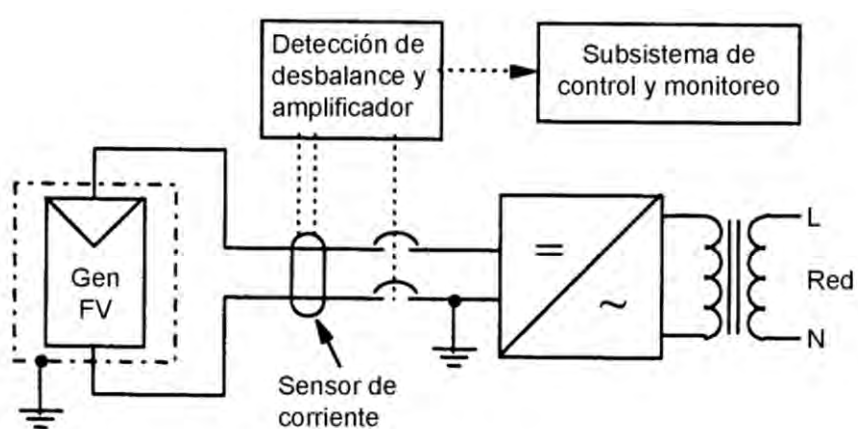 Detección de
desbalance y
amplificador
Subsistema de
control y monitoreo
Gen
FV
=
~
L
Red
N
Sensor de
corriente